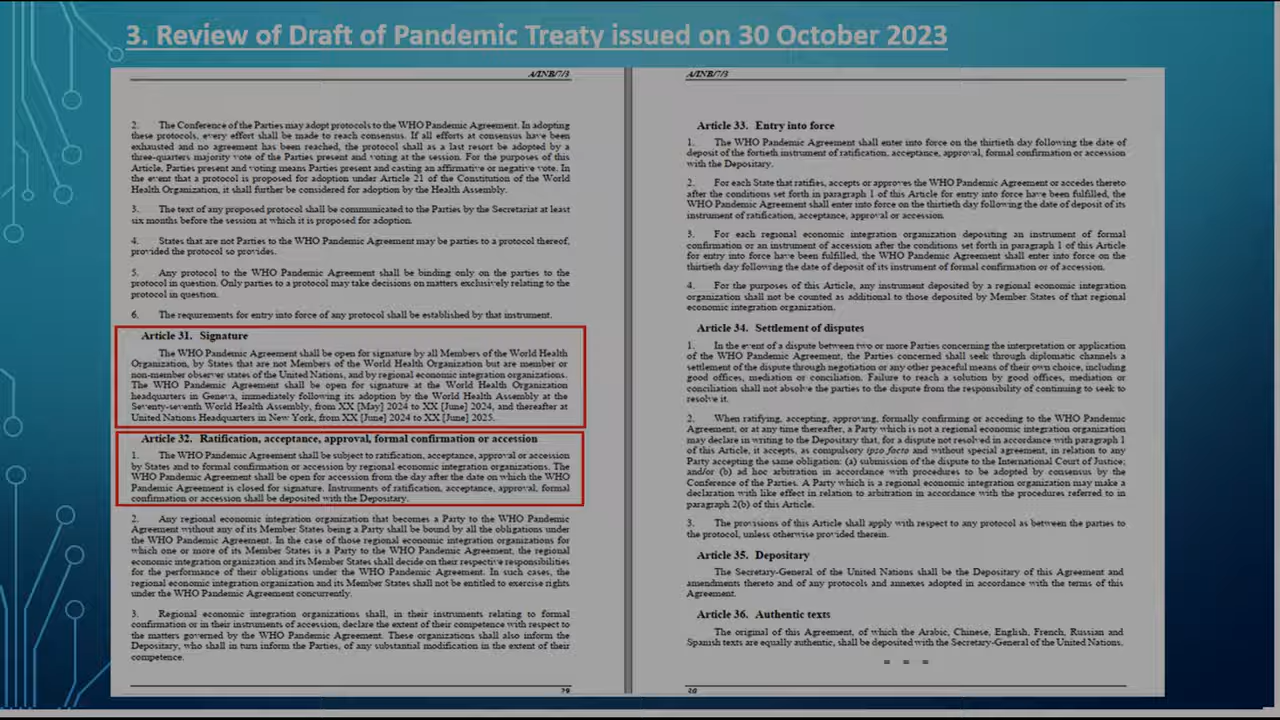 3. Review of Draft of Pandemic Treaty issued on 30 October 2023
A/INB/7/3
2. The Conference of the Parties may adopt protocols to the WHO Pandemic Agreement. In adopting
these protocols, every effort shall be made to reach consensus. If all efforts at consensus have been
exhausted and no agreement has been reached, the protocol shall as a last resort be adopted by a
three-quarters majority vote of the Parties present and voting at the session. For the purposes of this
Article, Parties present and voting means Parties present and casting an affirmative or negative vote. In
the event that a protocol is proposed for adoption under Article 21 of the Constitution of the World
Health Organization, it shall further be considered for adoption by the Health Assembly.
3. The text of any proposed protocol shall be communicated to the Parties by the Secretariat at least
six months before the session at which it is proposed for adoption.
4. States that are not Parties to the WHO Pandemic Agreement may be parties to a protocol thereof,
provided the protocol so provides.
5. Any protocol to the WHO Pandemic Agreement shall be binding only on the parties to the
protocol in question. Only parties to a protocol may take decisions on matters exclusively relating to the
protocol in question.
6. The requirements for entry into force of any protocol shall be established by that instrument.
Article 31. Signature
The WHO Pandemic Agreement shall be open for signature by all Members of the World Health
Organization, by States that are not Members of the World Health Organization but are member or
non-member observer states of the United Nations, and by regional economic integration organizations.
The WHO Pandemic Agreement shall be open for signature at the World Health Organization
headquarters in Geneva, immediately following its adoption by the World Health Assembly at the
Seventy-seventh World Health Assembly, from XX [May] 2024 to XX [June] 2024, and thereafter at
United Nations Headquarters in New York, from XX [June] 2024 to XX [June] 2025.
Article 32. Ratification, acceptance, approval, formal confirmation or accession
1. The WHO Pandemic Agreement shall be subject to ratification, acceptance, approval or accession
by States and to formal confirmation or accession by regional economic integration organizations. The
WHO Pandemic Agreement shall be open for accession from the day after the date on which the WHO
Pandemic Agreement is closed for signature. Instruments of ratification, acceptance, approval, formal
confirmation or accession shall be deposited with the Depositary.
2. Any regional economic integration organization that becomes a Party to the WHO Pandemic
Agreement without any of its Member States being a Party shall be bound by all the obligations under
the WHO Pandemic Agreement. In the case of those regional economic integration organizations for
which one or more of its Member States is a Party to the WHO Pandemic Agreement, the regional
economic integration organization and its Member States shall decide on their respective responsibilities
for the performance of their obligations under the WHO Pandemic Agreement. In such cases, the
regional economic integration organization and its Member States shall not be entitled to exercise rights
under the WHO Pandemic Agreement concurrently.
3. Regional economic integration organizations shall, in their instruments relating to formal
confirmation or in their instruments of accession, declare the extent of their competence with respect to
the matters governed by the WHO Pandemic Agreement. These organizations shall also inform the
Depositary, who shall in turn inform the Parties, of any substantial modification in the extent of their
competence.
29
A/INB/7/3
Article 33. Entry into force
1. The WHO Pandemic Agreement shall enter into force on the thirtieth day following the date of
deposit of the fortieth instrument of ratification, acceptance, approval, formal confirmation or accession
with the Depositary.
2. For each State that ratifies, accepts or approves the WHO Pandemic Agreement or accedes thereto
after the conditions set forth in paragraph 1 of this Article for entry into force have been fulfilled, the
WHO Pandemic Agreement shall enter into force on the thirtieth day following the date of deposit of its
instrument of ratification, acceptance, approval or accession.
3. For each regional economic integration organization depositing an instrument of formal
confirmation or an instrument of accession after the conditions set forth in paragraph 1 of this Article
for entry into force have been fulfilled, the WHO Pandemic Agreement shall enter into force on the
thirtieth day following the date of deposit of its instrument of formal confirmation or of accession.
4. For the purposes of this Article, any instrument deposited by a regional economic integration
organization shall not be counted as additional to those deposited by Member States of that regional
economic integration organization.
Article 34. Settlement of disputes
1. In the event of a dispute between two or more Parties concerning the interpretation or application
of the WHO Pandemic Agreement, the Parties concerned shall seek through diplomatic channels a
settlement of the dispute through negotiation or any other peaceful means of their own choice, including
good offices, mediation or conciliation. Failure to reach a solution by good offices, mediation or
conciliation shall not absolve the parties to the dispute from the responsibility of continuing to seek to
resolve it.
2. When ratifying, accepting, approving, formally confirming or acceding to the WHO Pandemic
Agreement, or at any time thereafter, a Party which is not a regional economic integration organization
may declare in writing to the Depositary that, for a dispute not resolved in accordance with paragraph 1
of this Article, it accepts, as compulsory ipso facto and without special agreement, in relation to any
Party accepting the same obligation: (a) submission of the dispute to the International Court of Justice;
and/or (b) ad hoc arbitration in accordance with procedures to be adopted by consensus by the
Conference of the Parties. A Party which is a regional economic integration organization may make a
declaration with like effect in relation to arbitration in accordance with the procedures referred to in
paragraph 2(b) of this Article.
3. The provisions of this Article shall apply with respect to any protocol as between the parties to
the protocol, unless otherwise provided therein.
Article 35. Depositary
The Secretary-General of the United Nations shall be the Depositary of this Agreement and
amendments thereto and of any protocols and annexes adopted in accordance with the terms of this
Agreement.
Article 36. Authentic texts
The original of this Agreement, of which the Arabic, Chinese, English, French, Russian and
Spanish texts are equally authentic, shall be deposited with the Secretary-General of the United Nations.
= = =
30